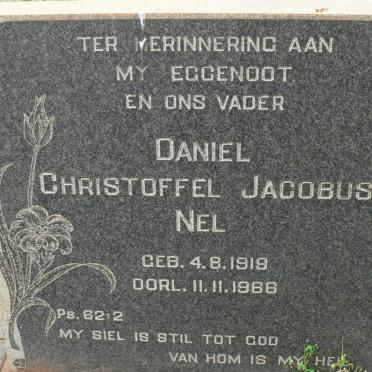 TER HERINNERING AAN
MY EGGENOOT
EN ONS VADER
DANIEL
CHRISTOFFEL JACOBUS
NEL
GEB. 4.8.1919
OORL. 11.11.1966
PS. 62:2
MY SIEL IS STIL TOT GOD
VAN HOM IS MY HEIL